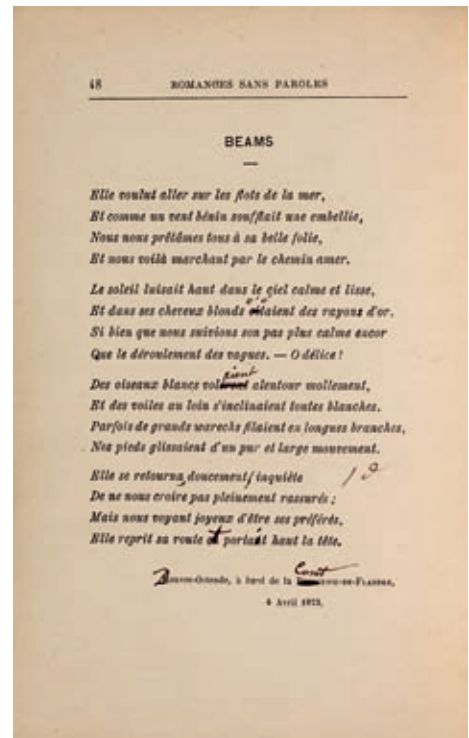 48 ROMANCES SANS PAROLES
BEAMS
Elle voulut aller sur les flots de la mer,
Et comme un vent bénin soufflait une embellie,
Nous nous prêtâmes tous à sa belle folie,
Et nous voilà marchant par le chemin amer.
Le soleil luisait haut dans le ciel calme et lisse,
Et dans ses cheveux blonds étaient des rayons d'or.
Si bien que nous suivions son pas plus calme encor
Que le déroulement des vagues. — O délice !
aient
Des oiseaux blancs volèrent alentour mollement,
Et des voiles au loin s'inclinaient toutes blanches.
Parfois de grands warechs filaient en longues branches,
Nos pieds glissaient d'un pur et large mouvement.
Elle se retourna, doucement inquiète
De ne nous croire pas pleinement rassurés ;
Mais nous voyant joyeux d'être ses préférés,
Elle reprit sa route et portait haut la tête.
Douvres-Ostende, à bord de la Comt -DE-FLANDRE,
4 Avril 1873.